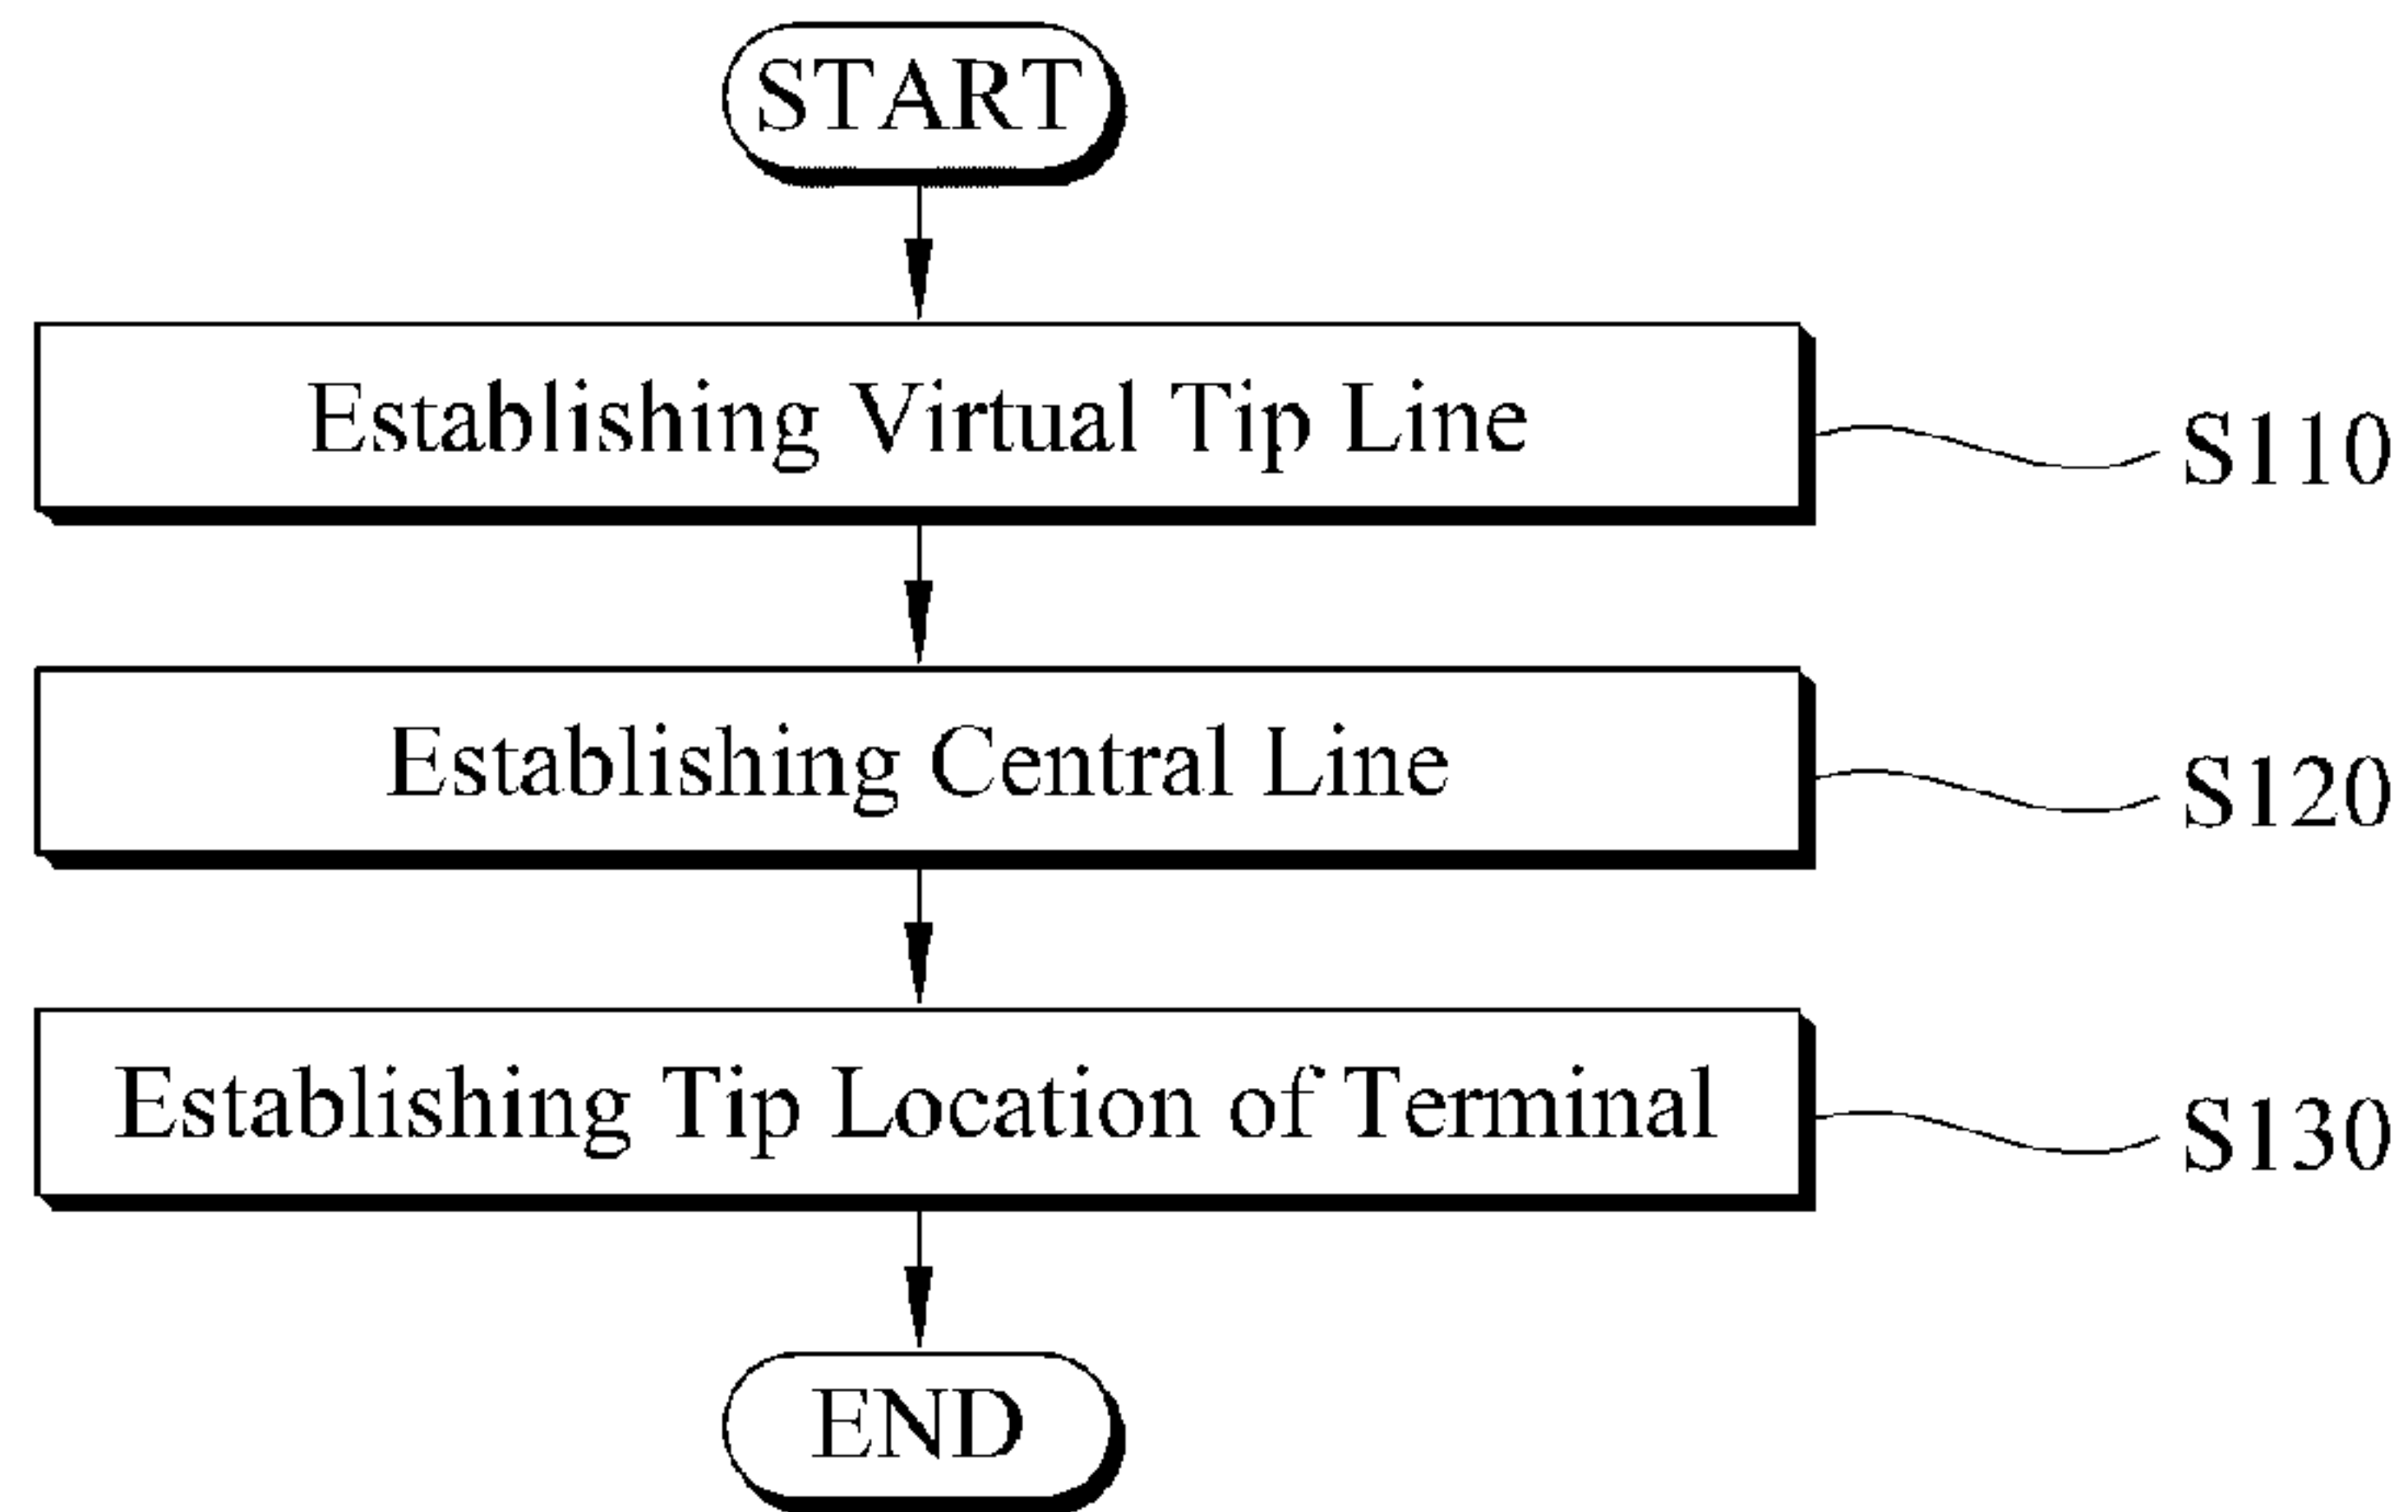 START
Establishing Virtual Tip Line
S110
Establishing Central Line
S120
Establishing Tip Location of Terminal
S130
END